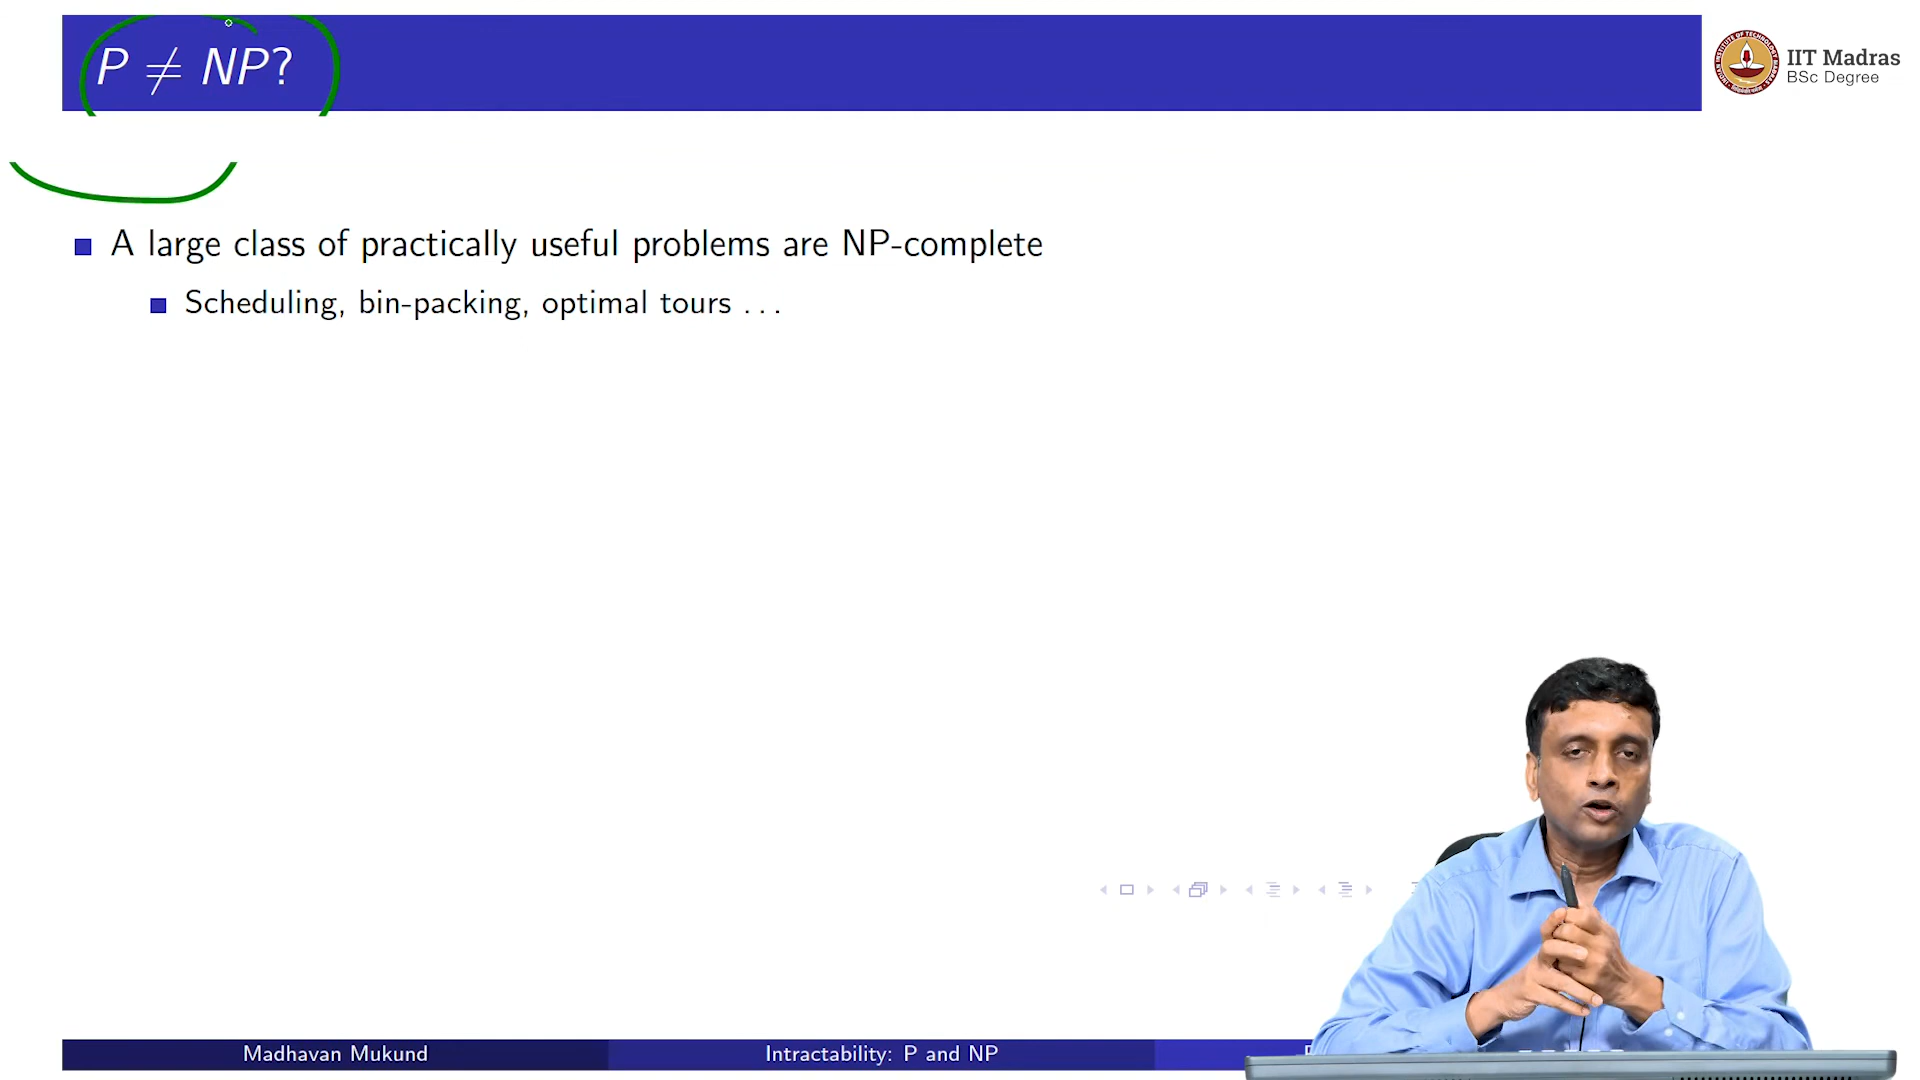 P ≠ NP?
IIT Madras
BSc Degree
A large class of practically useful problems are NP-complete
Scheduling, bin-packing, optimal tours ...
Madhavan Mukund
Intractability: P and NP